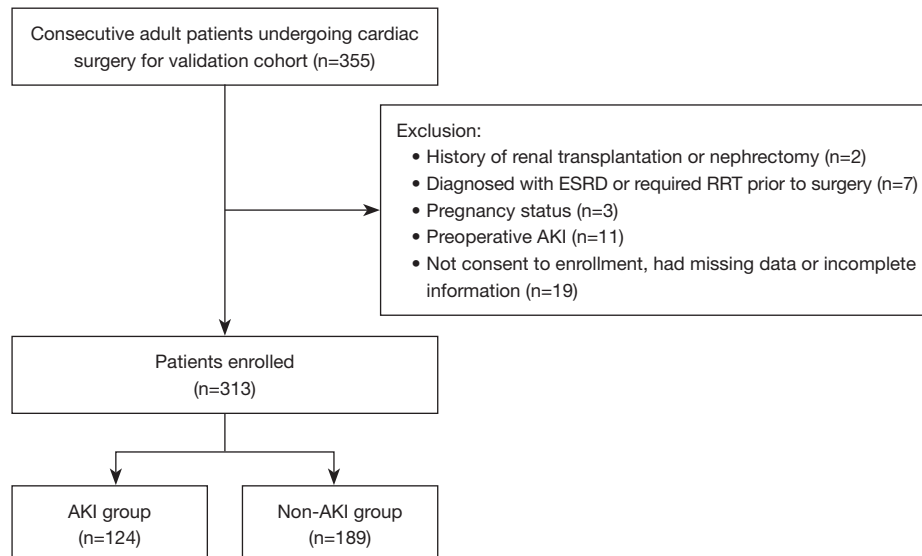 Consecutive adult patients undergoing cardiac
surgery for validation cohort (n=355)
Exclusion:
• History of renal transplantation or nephrectomy (n=2)
• Diagnosed with ESRD or required RRT prior to surgery (n=7)
• Pregnancy status (n=3)
• Preoperative AKI (n=11)
• Not consent to enrollment, had missing data or incomplete
information (n=19)
Patients enrolled
(n=313)
AKI group
(n=124)
Non-AKI group
(n=189)